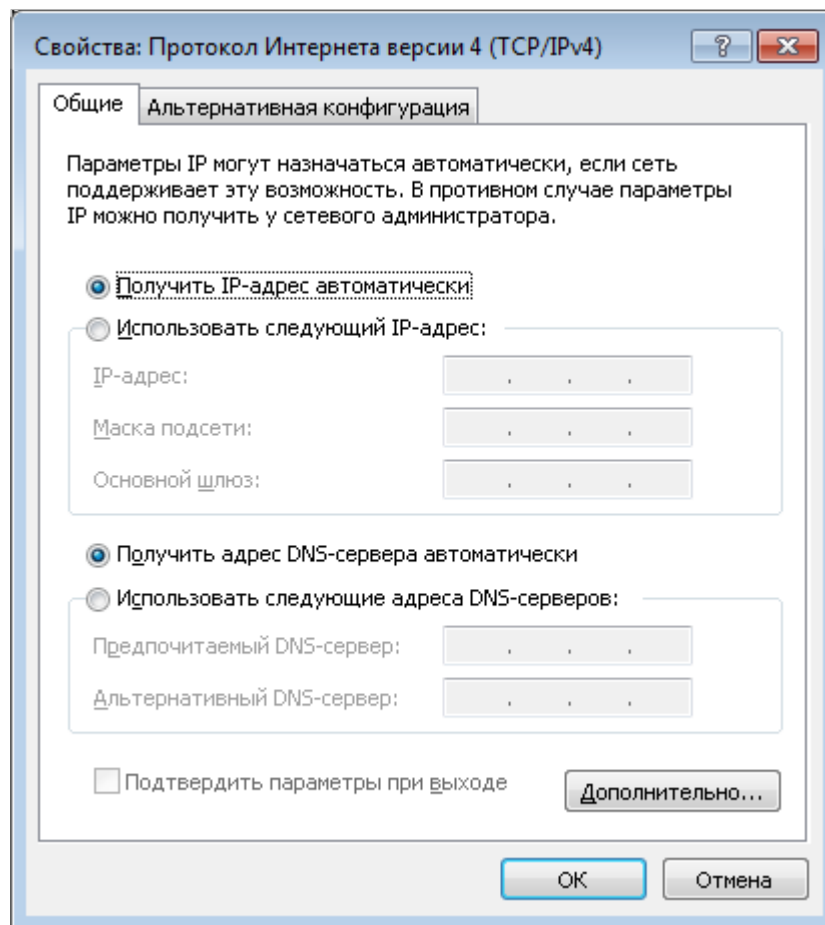 Свойства: Протокол Интернета версии 4 (TCP/IPv4)
?
Общие
Альтернативная конфигурация
Параметры IP могут назначаться автоматически, если сеть
поддерживает эту возможность. В противном случае параметры
IP можно получить у сетевого администратора.
Получить IP-адрес автоматически
Использовать следующий IP-адрес:
IP-адрес:
Маска подсети:
Основной шлюз:
Получить адрес DNS-сервера автоматически
Использовать следующие адреса DNS-серверов:
Предпочитаемый DNS-сервер:
Альтернативный DNS-сервер:
Подтвердить параметры при выходе
Дополнительно...
ОК
Отмена